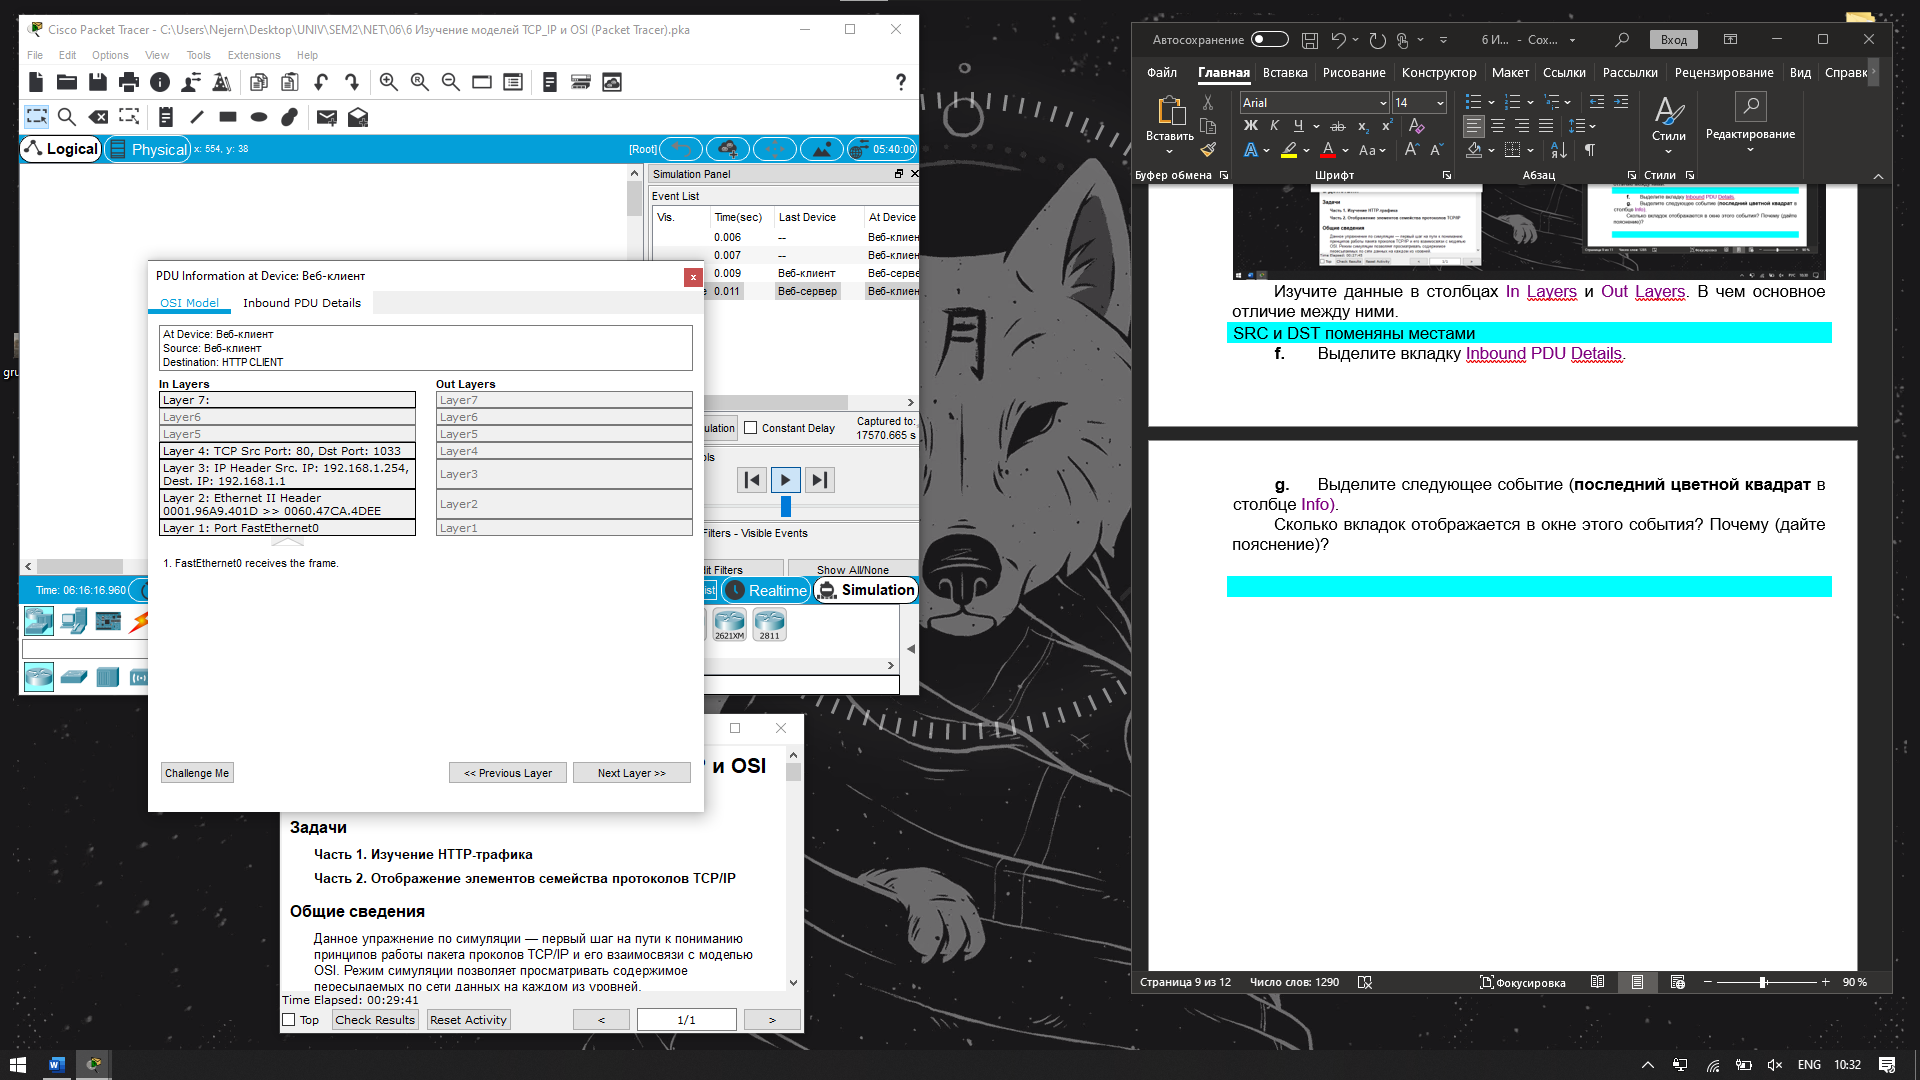 Cisco Packet Tracer - C:\Users\Nejern\Desktop\UNIV\SEM2\NET\06\6 Изучение моделей TCP_IP и OSI (Packet Tracer).pka
File Edit Options View Tools Extensions Help
?
Logical Physical x: 554, y: 38 [Root] 05:40:00
Simulation Panel
Event List
Vis. Time(sec) Last Device At Device
0.006 -- Веб-клиен
0.007 -- Веб-клиен
0.009 Веб-клиент Веб-серве
0.011 Веб-сервер Веб-клиен
PDU Information at Device: Веб-клиент
OSI Model Inbound PDU Details
At Device: Веб-клиент
Source: Веб-клиент
Destination: HTTP CLIENT
In Layers Out Layers
Layer 7: Layer7
Layer6 Layer6
Layer5 Layer5
Layer 4: TCP Src Port: 80, Dst Port: 1033 Layer4
Layer 3: IP Header Src. IP: 192.168.1.254, Dest. IP: 192.168.1.1 Layer3
Layer 2: Ethernet II Header 0001.96A9.401D >> 0060.47CA.4DEE Layer2
Layer 1: Port FastEthernet0 Layer1
1. FastEthernet0 receives the frame.
Challenge Me << Previous Layer Next Layer >>
ulation Constant Delay Captured to:
17570.665 s
ols
Filters - Visible Events
dit Filters Show All/None
Time: 06:16:16.960
ist Realtime Simulation
2621XM 2811
gru
и OSI
Задачи
Часть 1. Изучение HTTP-трафика
Часть 2. Отображение элементов семейства протоколов TCP/IP
Общие сведения
Данное упражнение по симуляции — первый шаг на пути к пониманию
принципов работы пакета проколов TCP/IP и его взаимосвязи с моделью
OSI. Режим симуляции позволяет просматривать содержимое
пересылаемых по сети данных на каждом из уровней.
Time Elapsed: 00:29:41
Top Check Results Reset Activity < 1/1 >
Автосохранение 6 И... - Сох... Вход
Файл Главная Вставка Рисование Конструктор Макет Ссылки Рассылки Рецензирование Вид Справк
Вставить Arial 14 Стили Редактирование
Ж К Ч ab x₂ x²
A A Aa A A
Буфер обмена Шрифт Абзац Стили
Изучите данные в столбцах In Layers и Out Layers. В чем основное
отличие между ними.
SRC и DST поменяны местами
f. Выделите вкладку Inbound PDU Details.
g. Выделите следующее событие (последний цветной квадрат в
столбце Info).
Сколько вкладок отображается в окне этого события? Почему (дайте
пояснение)?
Страница 9 из 12 Число слов: 1290 Фокусировка 90 %
ENG 10:32